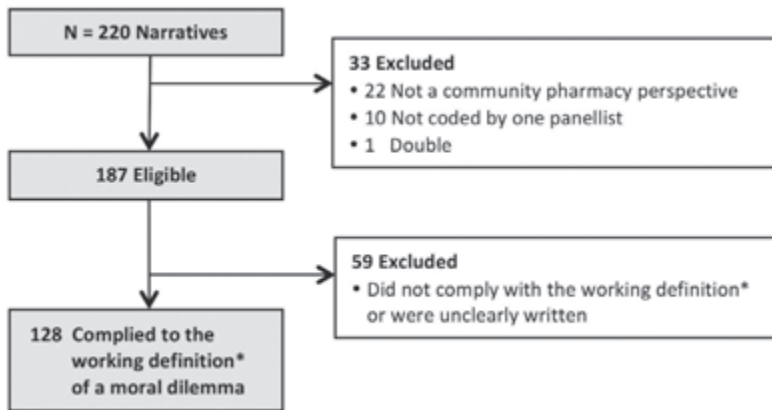 N = 220 Narratives
33 Excluded
• 22 Not a community pharmacy perspective
• 10 Not coded by one panellist
• 1 Double
187 Eligible
59 Excluded
• Did not comply with the working definition*
or were unclearly written
128 Complied to the
working definition*
of a moral dilemma